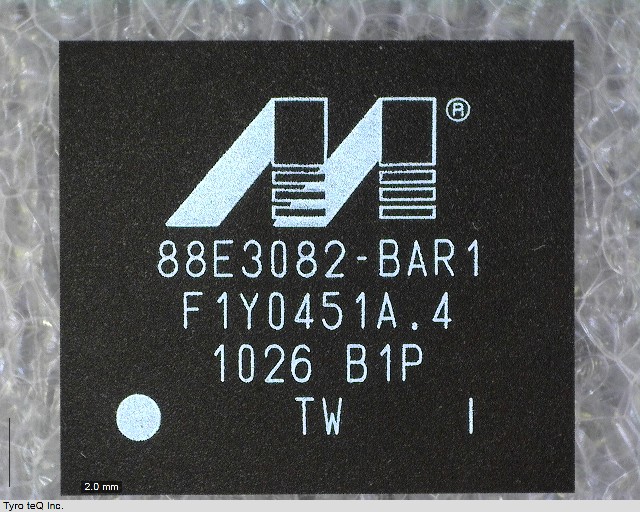 ®
88E3082-BAR1
F1Y0451A.4
1026 B1P
TW I
2.0 mm
Tyro teQ Inc.